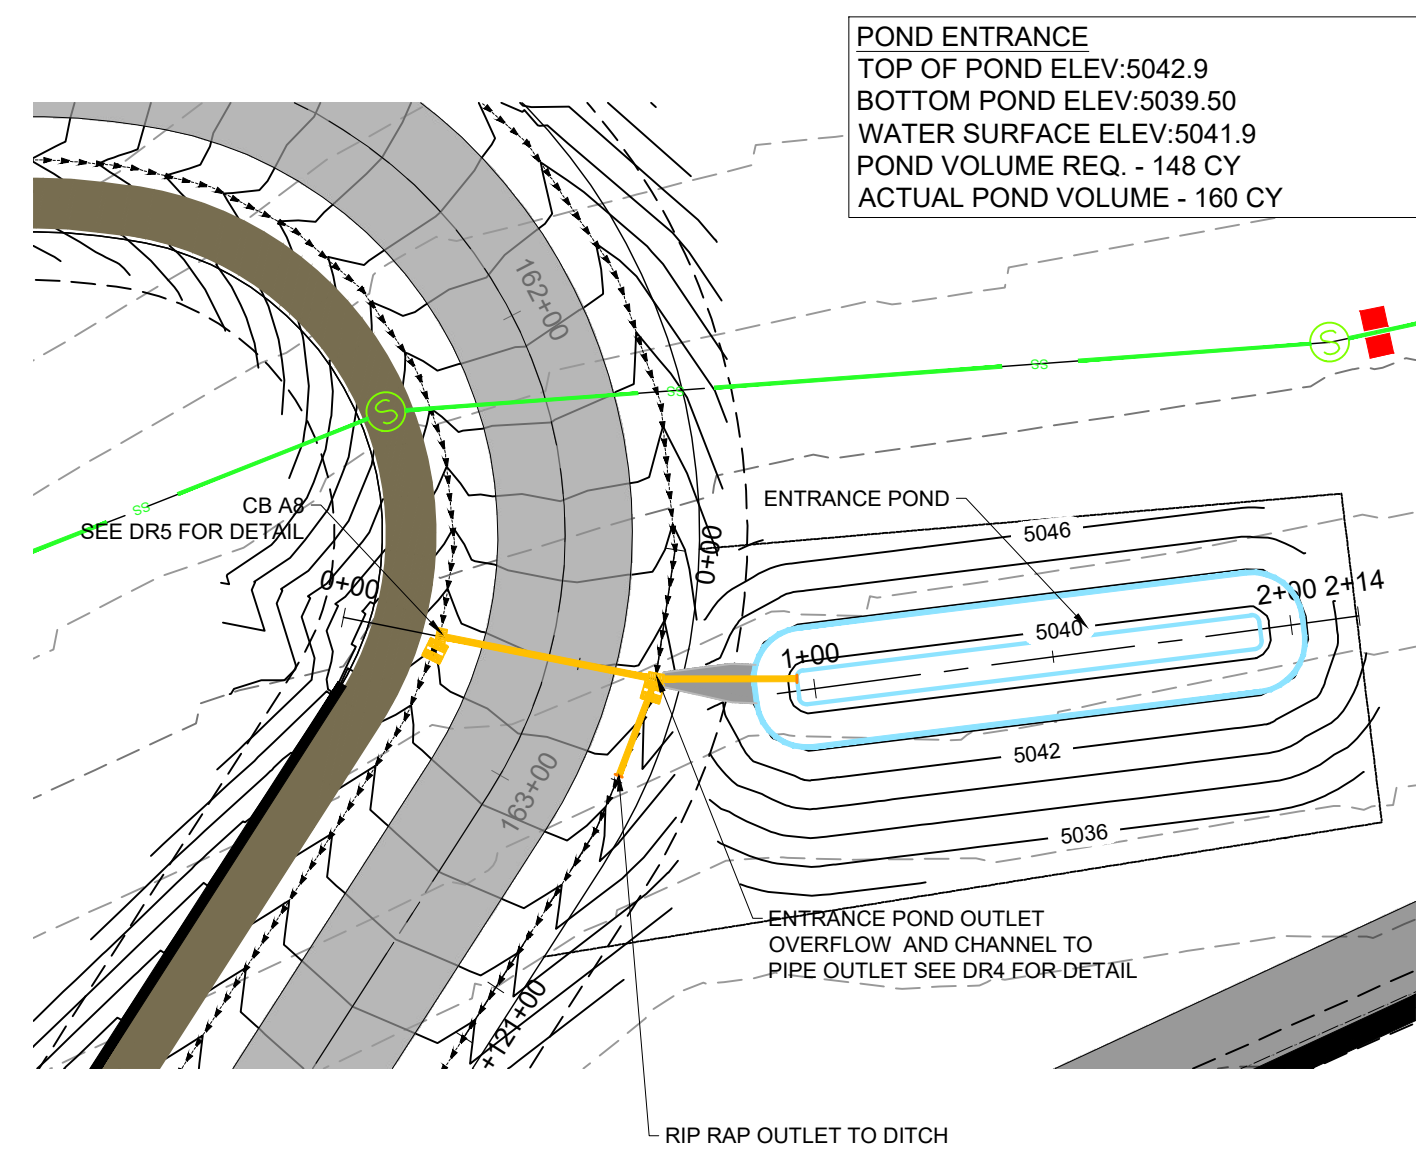 POND ENTRANCE
TOP OF POND ELEV:5042.9
BOTTOM POND ELEV:5039.50
WATER SURFACE ELEV:5041.9
POND VOLUME REQ. - 148 CY
ACTUAL POND VOLUME - 160 CY
162+00
S
SS
SS
S
SS
CB A8
SEE DR5 FOR DETAIL
ENTRANCE POND
0+00
0+00
5046
2+00
2+14
5040
1+00
5042
163+00
5036
ENTRANCE POND OUTLET
OVERFLOW AND CHANNEL TO
PIPE OUTLET SEE DR4 FOR DETAIL
+121+00
RIP RAP OUTLET TO DITCH